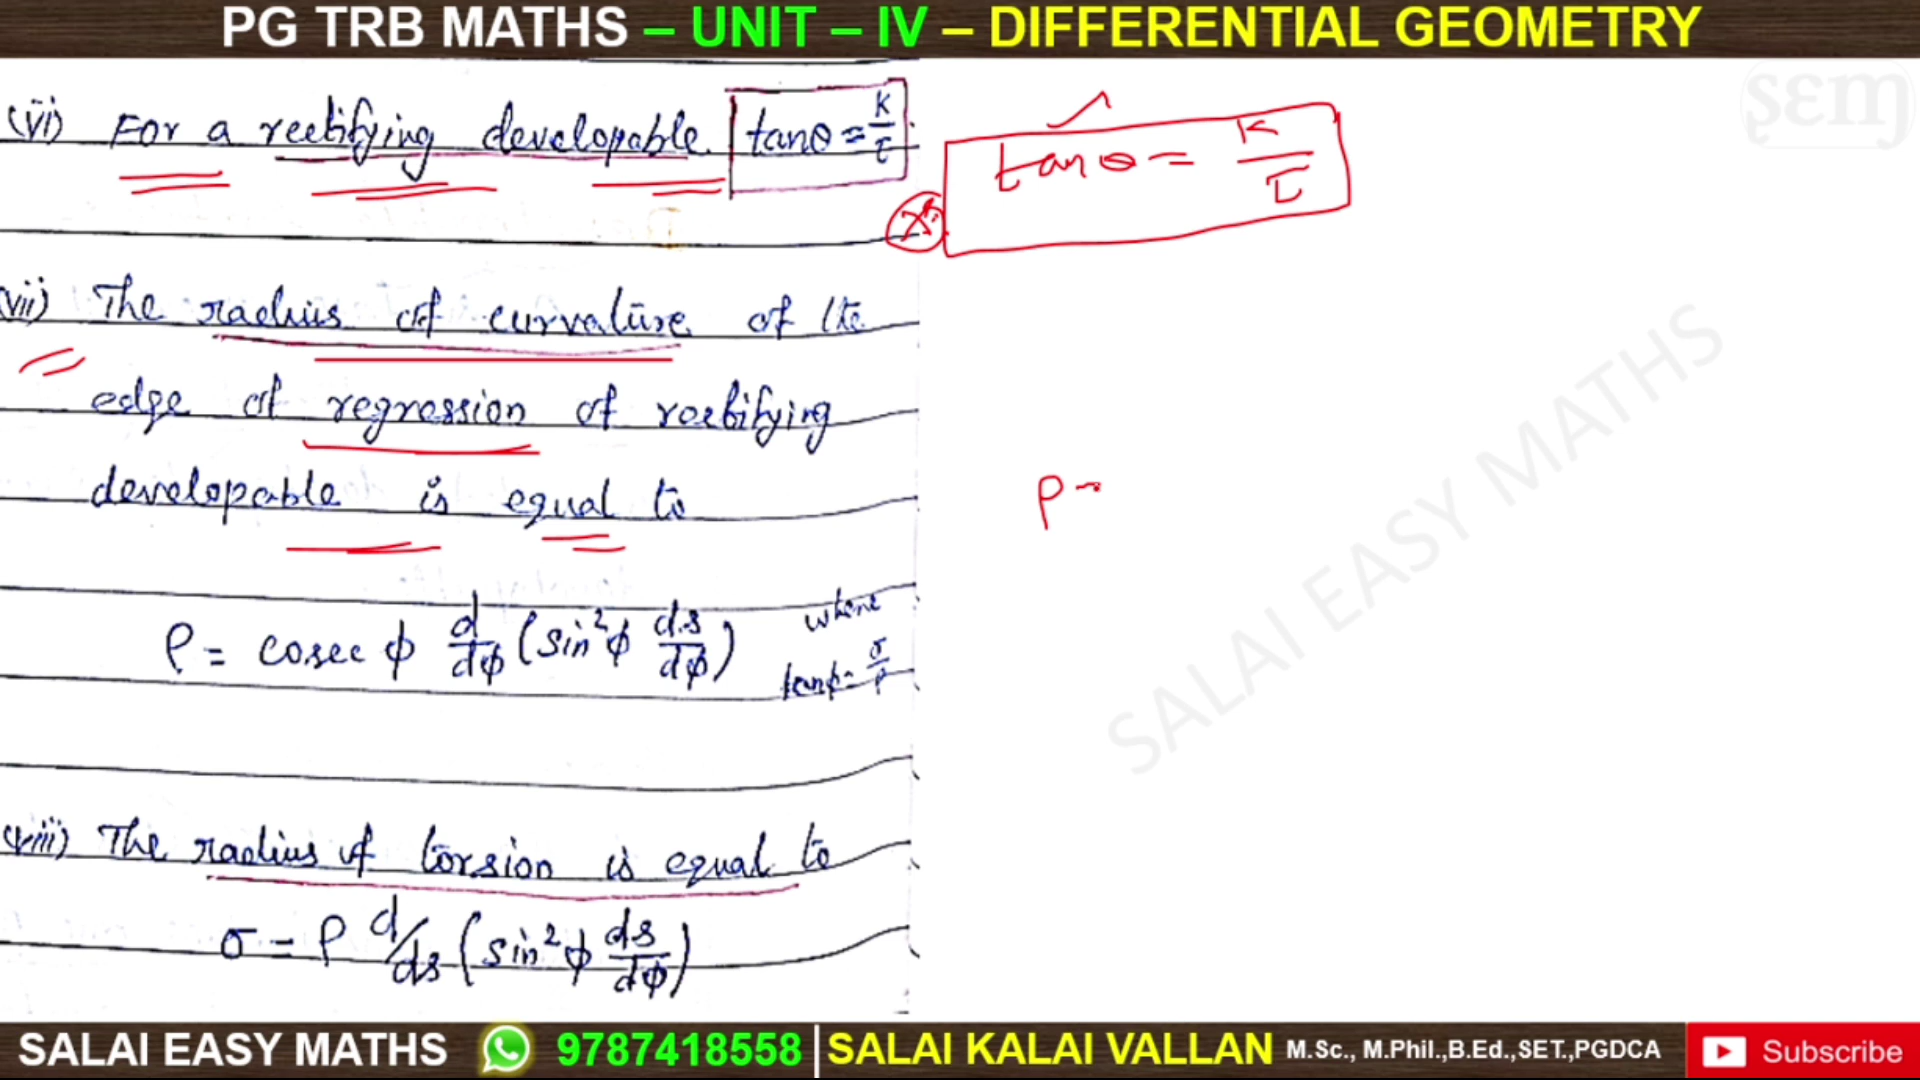 PG TRB MATHS – UNIT – IV – DIFFERENTIAL GEOMETRY
sɛm
(vi) For a rectifying developable. tanθ = κ/τ
tanθ = κ/τ
(vii) The radius of curvature of the
edge of regression of rectifying
developable is equal to
ρ =
ρ = cosec φ d/dφ (sin²φ ds/dφ) where
tanφ = σ/ρ
(viii) The radius of torsion is equal to
σ = ρ d/ds (sin²φ ds/dφ)
SALAI EASY MATHS
SALAI EASY MATHS 9787418558 | SALAI KALAI VALLAN M.Sc., M.Phil.,B.Ed.,SET.,PGDCA Subscribe